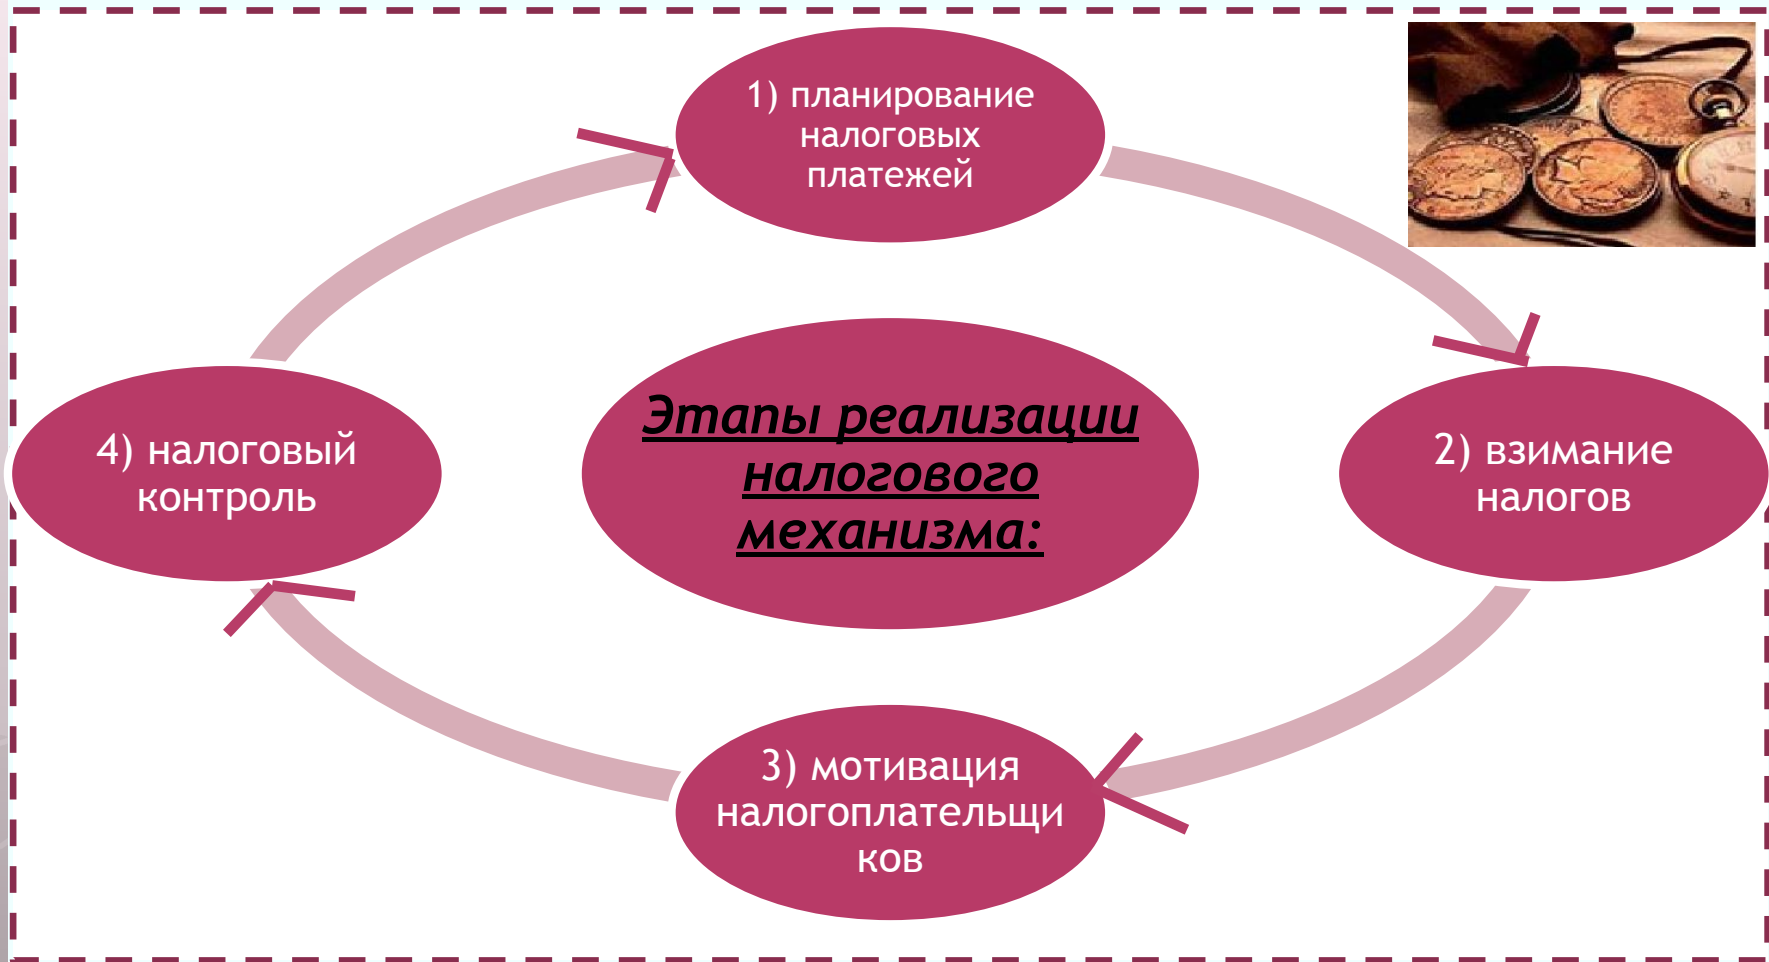 1) планирование
налоговых
платежей
Этапы реализации
налогового
механизма:
4) налоговый
контроль
2) взимание
налогов
3) мотивация
налогоплательщи
ков